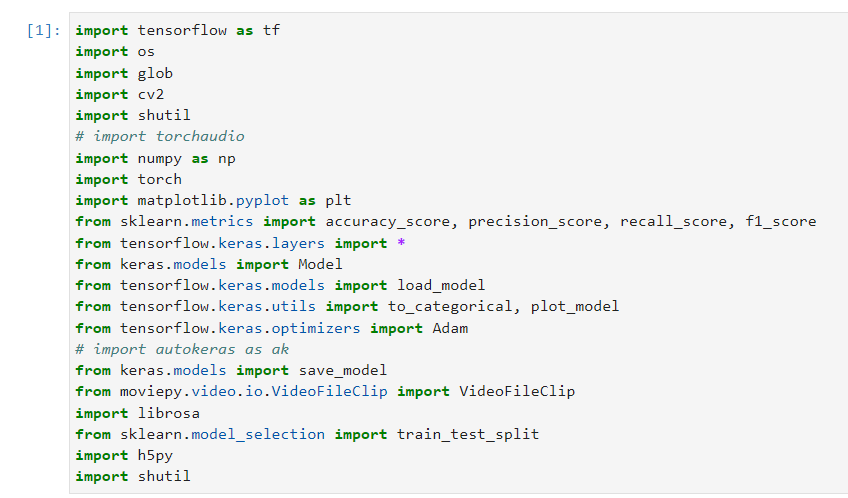 [1]: import tensorflow as tf
import os
import glob
import cv2
import shutil
# import torchaudio
import numpy as np
import torch
import matplotlib.pyplot as plt
from sklearn.metrics import accuracy_score, precision_score, recall_score, f1_score
from tensorflow.keras.layers import *
from keras.models import Model
from tensorflow.keras.models import load_model
from tensorflow.keras.utils import to_categorical, plot_model
from tensorflow.keras.optimizers import Adam
# import autokeras as ak
from keras.models import save_model
from moviepy.video.io.VideoFileClip import VideoFileClip
import librosa
from sklearn.model_selection import train_test_split
import h5py
import shutil